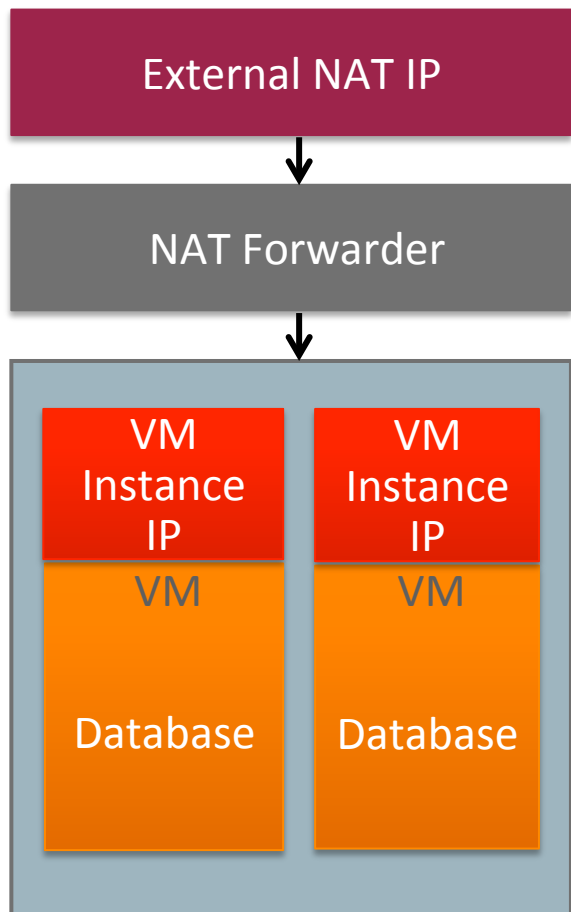 External NAT IP
NAT Forwarder
VM
Instance
IP
VM
Database
VM
Instance
IP
VM
Database